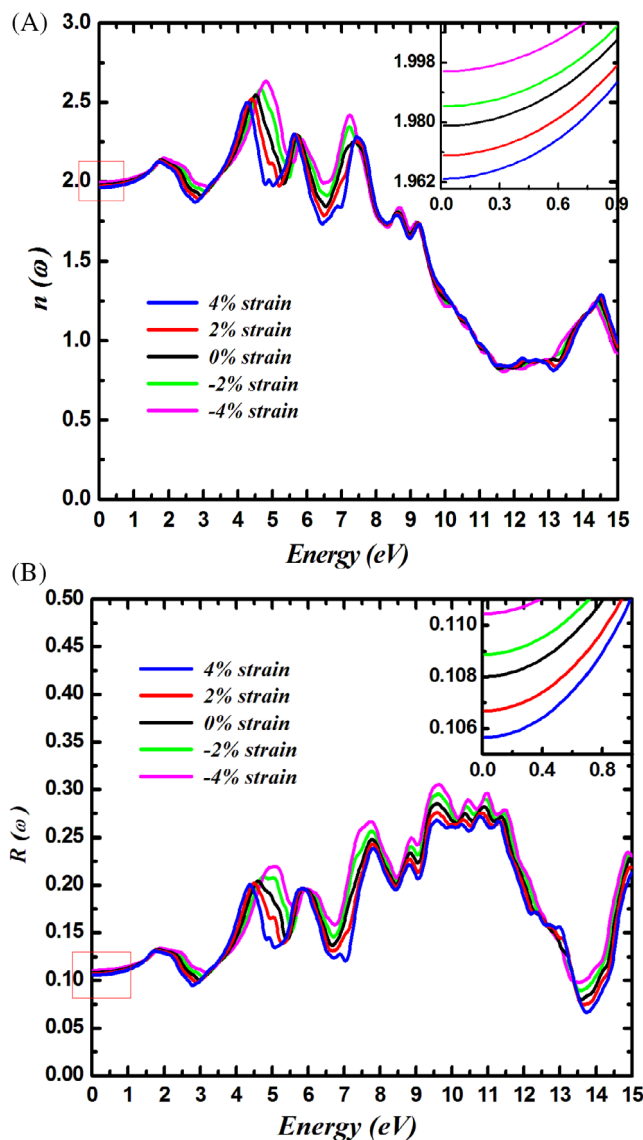 (A)
3.0
2.5
2.0
1.5
1.0
0.5
0.0
n (ω)
1.998
1.980
1.962
0.0 0.3 0.6 0.9
4% strain
2% strain
0% strain
-2% strain
-4% strain
0 1 2 3 4 5 6 7 8 9 10 11 12 13 14 15
Energy (eV)
(B)
0.50
0.45
0.40
0.35
0.30
0.25
0.20
0.15
0.10
0.05
0.00
R (ω)
0.110
0.108
0.106
0.0 0.4 0.8
4% strain
2% strain
0% strain
-2% strain
-4% strain
0 1 2 3 4 5 6 7 8 9 10 11 12 13 14 15
Energy (eV)